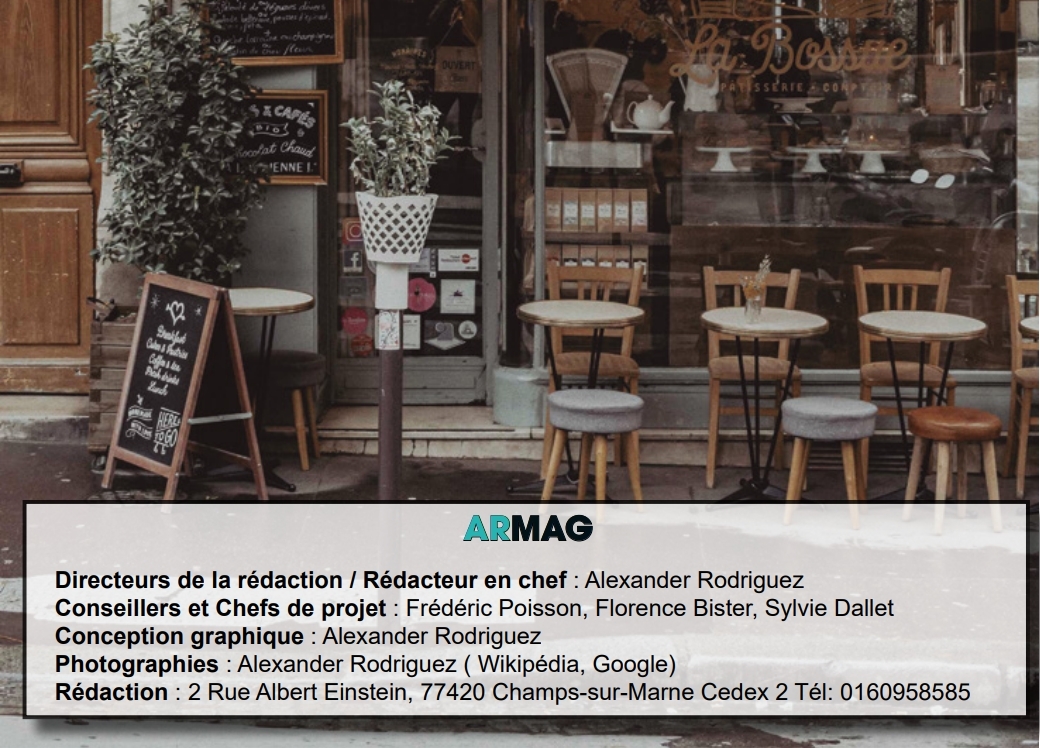 La Bossue
PATISSERIE • COMPTOIR
OUVERT
& CAFÉS
BIO
Chocolat Chaud
VIENNE !
Breakfast
Cakes & Pastries
Coffee & tea
Fresh drinks
Lunch
HERE &
TO GO
ARMAG
Directeurs de la rédaction / Rédacteur en chef : Alexander Rodriguez
Conseillers et Chefs de projet : Frédéric Poisson, Florence Bister, Sylvie Dallet
Conception graphique : Alexander Rodriguez
Photographies : Alexander Rodriguez ( Wikipédia, Google)
Rédaction : 2 Rue Albert Einstein, 77420 Champs-sur-Marne Cedex 2 Tél: 0160958585